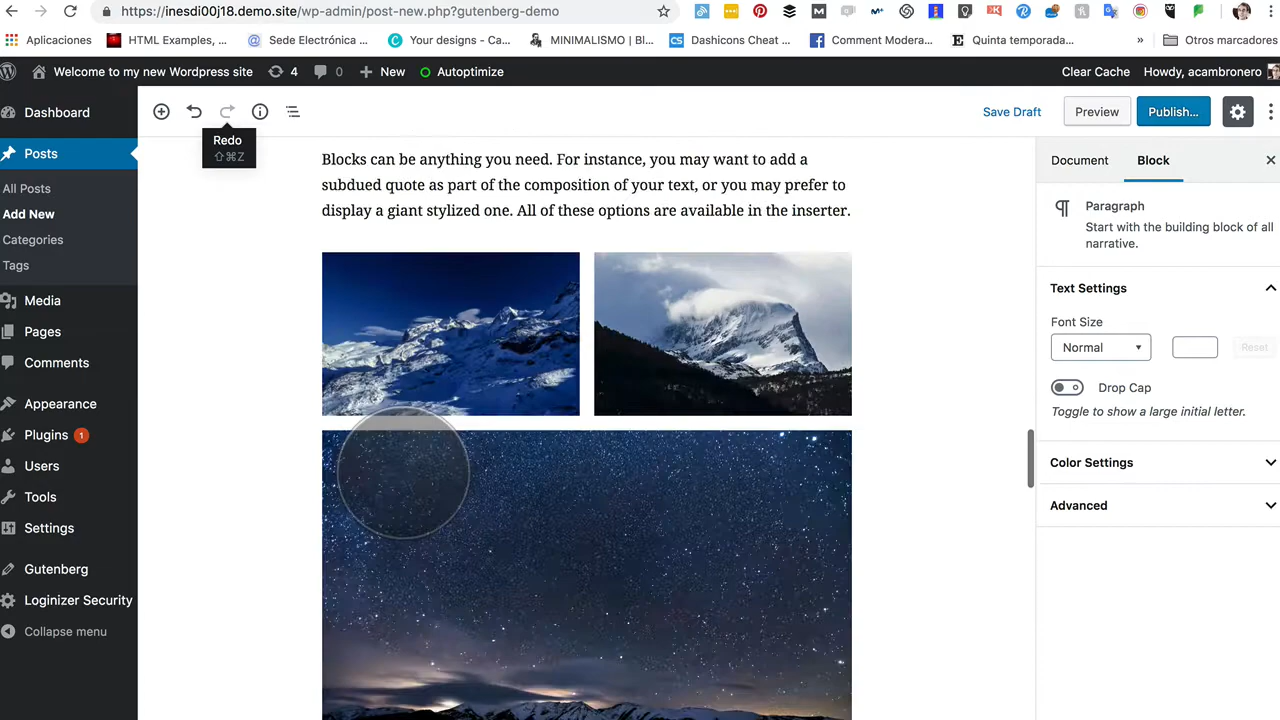 https://inesdi00j18.demo.site/wp-admin/post-new.php?gutenberg-demo
Aplicaciones
HTML Examples, ...
Sede Electrónica ...
Your designs - Ca...
MINIMALISMO | Bl...
Dashicons Cheat ...
Comment Modera...
Quinta temporada...
»
Otros marcadores
Welcome to my new Wordpress site
4
0
New
Autoptimize
Clear Cache
Howdy, acambronero
Dashboard
Posts
All Posts
Add New
Categories
Tags
Media
Pages
Comments
Appearance
Plugins 1
Users
Tools
Settings
Gutenberg
Loginizer Security
Collapse menu
Redo
⇧⌘Z
Save Draft
Preview
Publish...
Blocks can be anything you need. For instance, you may want to add a
subdued quote as part of the composition of your text, or you may prefer to
display a giant stylized one. All of these options are available in the inserter.
Document
Block
Paragraph
Start with the building block of all
narrative.
Text Settings
Font Size
Normal
Reset
Drop Cap
Toggle to show a large initial letter.
Color Settings
Advanced